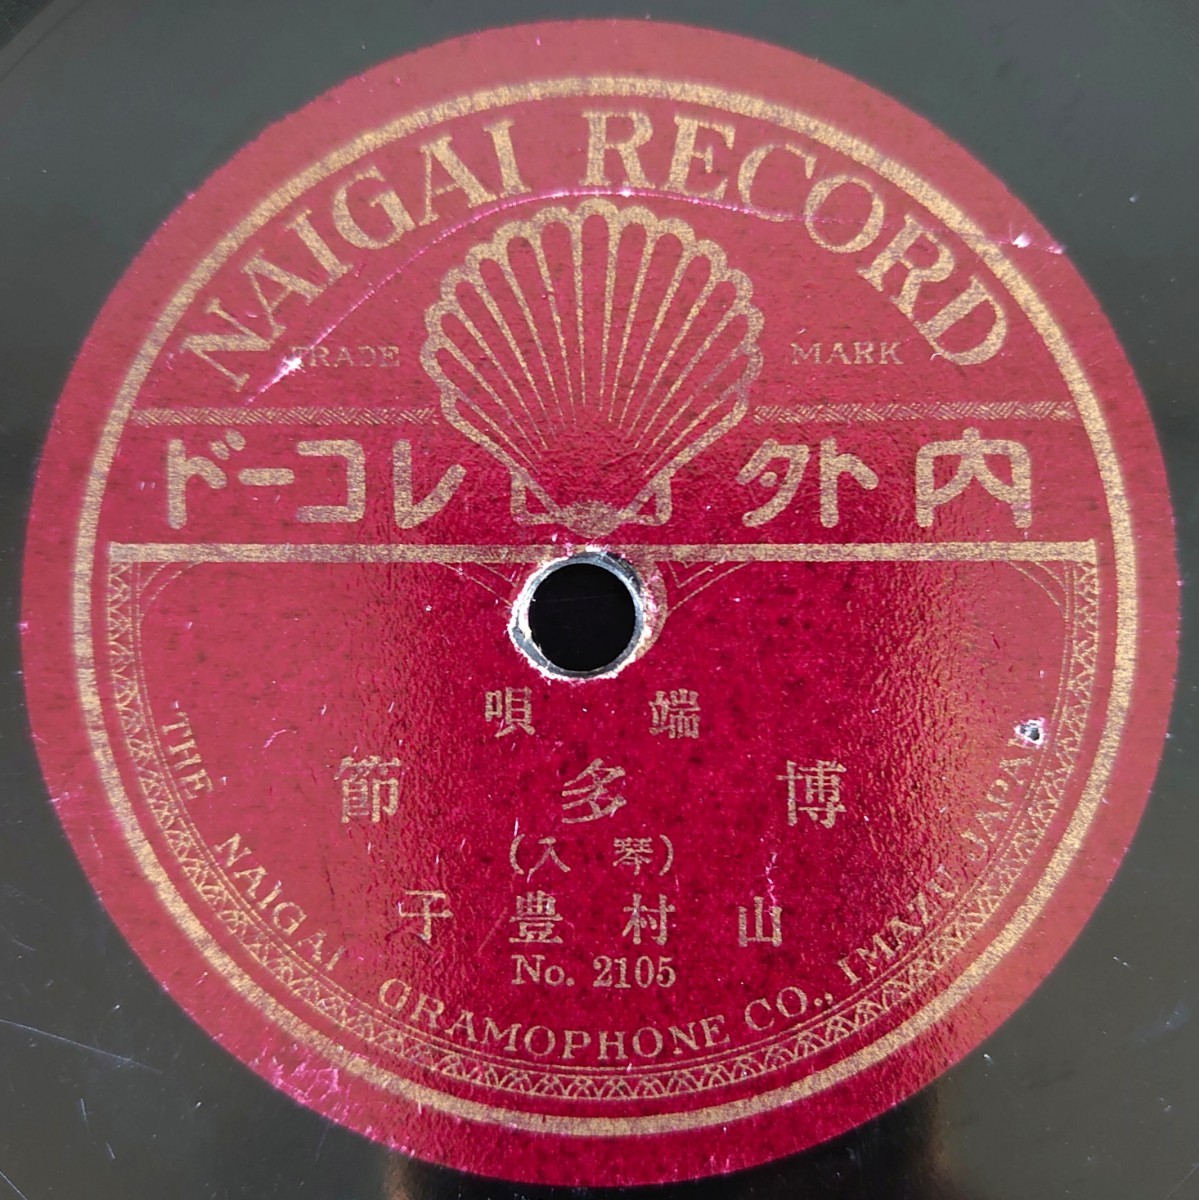 NAIGAI RECORD
TRADE MARK
内外レコード
端唄
博多節
(琴入)
山村豊子
No. 2105
THE NAIGAI GRAMOPHONE CO., IMAZU JAPAN